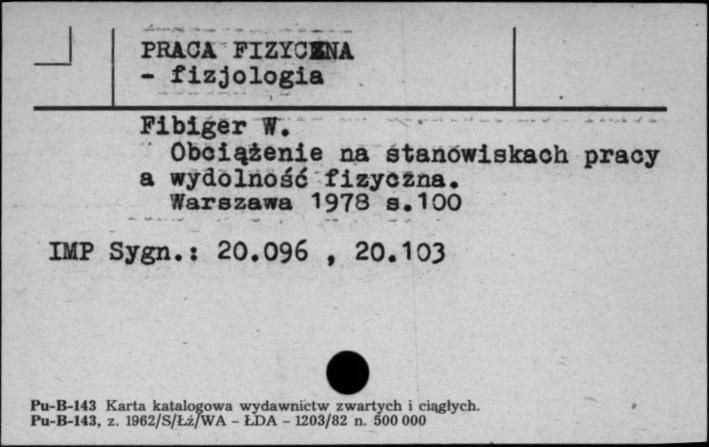 PRACA FIZYCZNA
- fizjologia
Fibiger W.
Obciążenie na stanowiskach pracy
a wydolność fizyczna.
Warszawa 1978 s.100
IMP Sygn.: 20.096 , 20.103
Pu-B-143 Karta katalogowa wydawnictw zwartych i ciągłych.
Pu-B-143, z. 1962/S/Łź/WA - ŁDA - 1203/82 n. 500 000